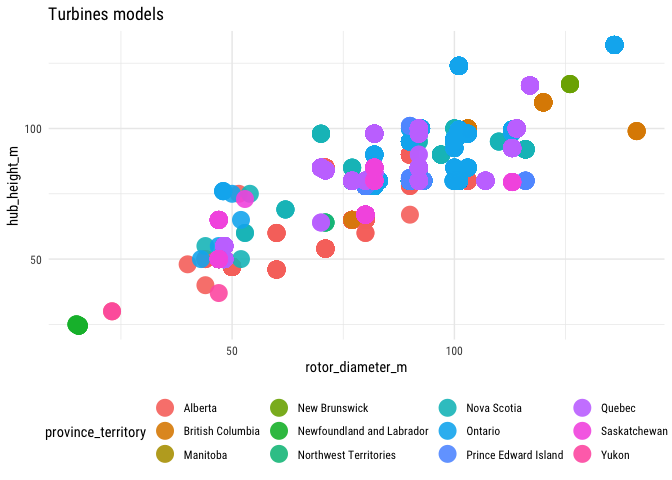 Turbines models
hub_height_m
100
50
50
100
rotor_diameter_m
province_territory
Alberta
New Brunswick
Nova Scotia
Quebec
British Columbia
Newfoundland and Labrador
Ontario
Saskatchewan
Manitoba
Northwest Territories
Prince Edward Island
Yukon